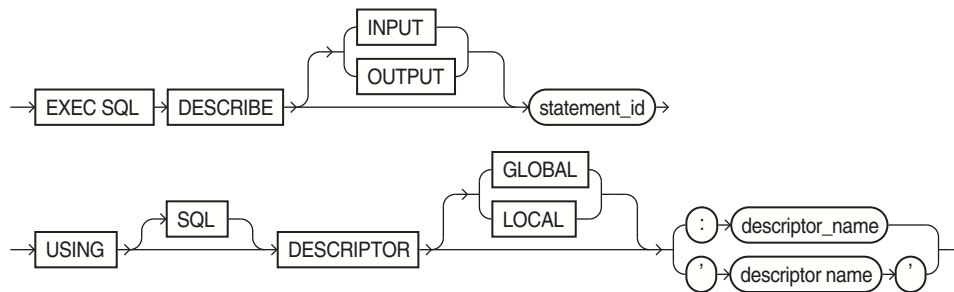 INPUT
OUTPUT
EXEC SQL DESCRIBE statement_id
GLOBAL
SQL LOCAL : descriptor_name
USING DESCRIPTOR ' descriptor name '